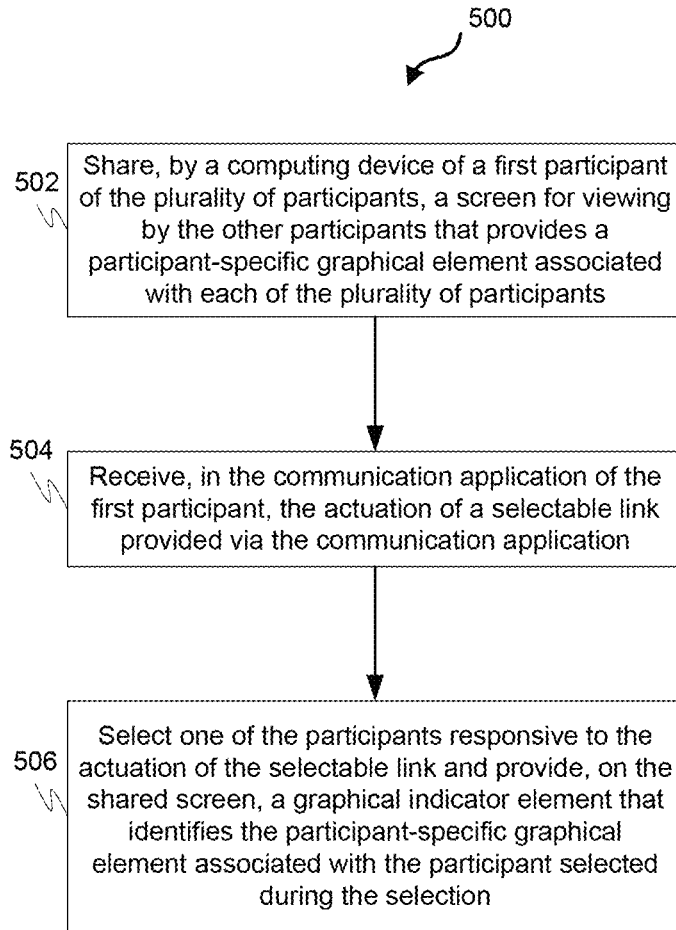 500
502
Share, by a computing device of a first participant
of the plurality of participants, a screen for viewing
by the other participants that provides a
participant-specific graphical element associated
with each of the plurality of participants
504
Receive, in the communication application of the
first participant, the actuation of a selectable link
provided via the communication application
506
Select one of the participants responsive to the
actuation of the selectable link and provide, on the
shared screen, a graphical indicator element that
identifies the participant-specific graphical
element associated with the participant selected
during the selection